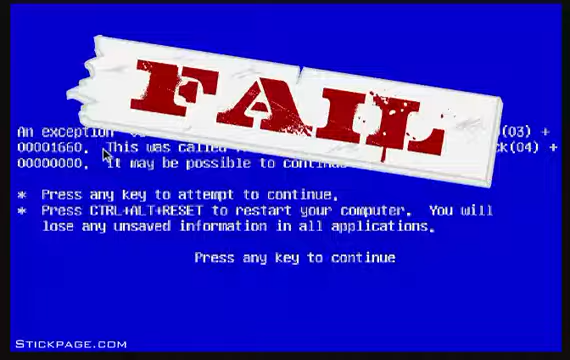 FAIL
An exception (03) +
00001660. This was called ck(04) +
00000000. It may be possible to contin
* Press any key to attempt to continue.
* Press CTRL+ALT+RESET to restart your computer. You will
lose any unsaved information in all applications.
Press any key to continue
STICKPAGE.COM